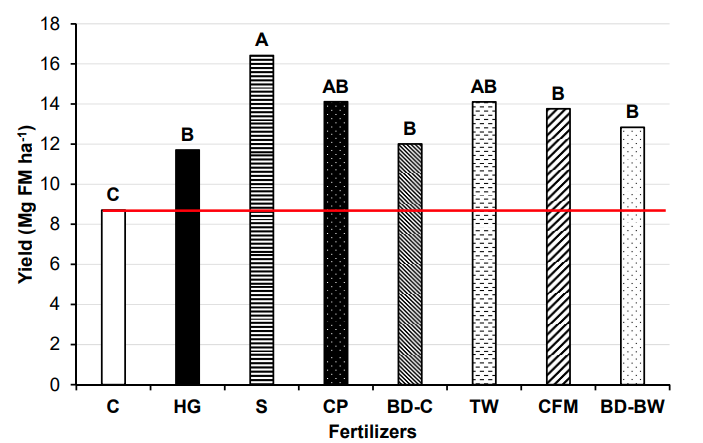 18
16
14
12
10
8
6
4
2
0
Yield (Mg FM ha⁻¹)
C
B
A
AB
B
AB
B
B
C HG S CP BD-C TW CFM BD-BW
Fertilizers